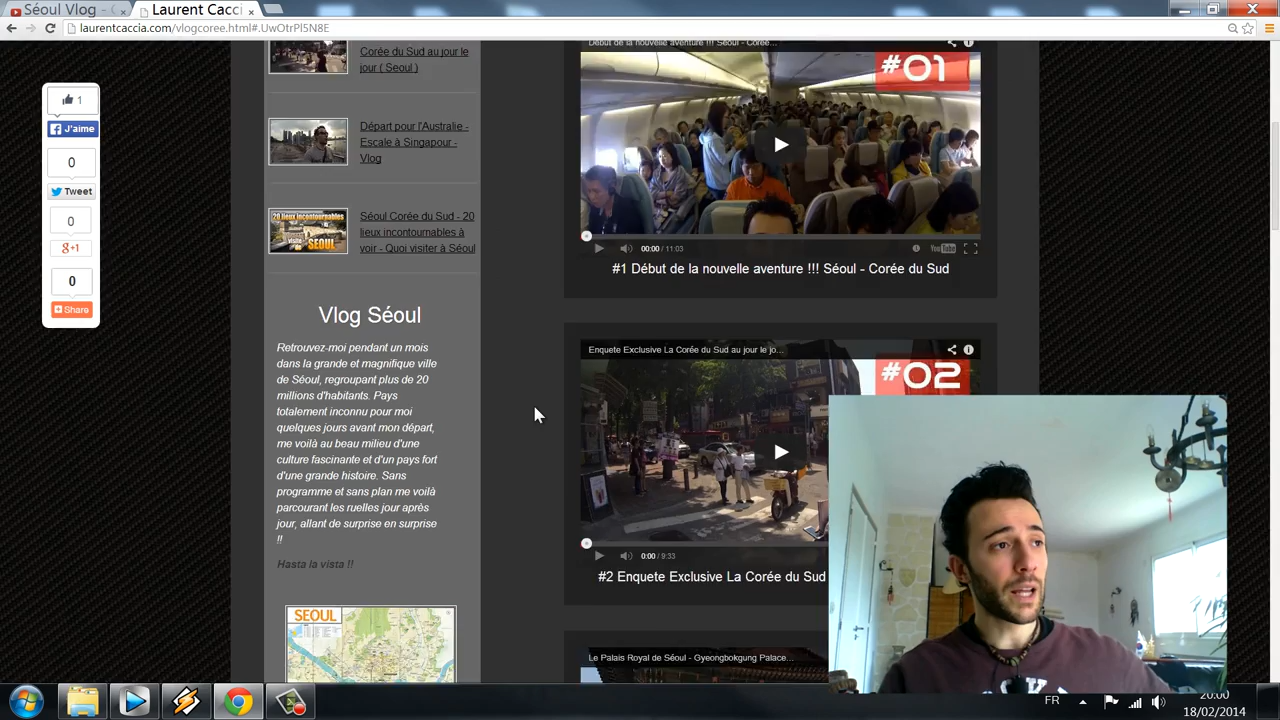 Séoul Vlog - C
Laurent Cacci
laurentcaccia.com/vlogcoree.html#.UwOtrPl5N8E
1
J'aime
0
Tweet
0
+1
0
Share
Corée du Sud au jour le
jour ( Seoul )
Départ pour l'Australie -
Escale à Singapour -
Vlog
20 lieux incontournables
SEOUL
Séoul Corée du Sud - 20
lieux incontournables à
voir - Quoi visiter à Séoul
Vlog Séoul
Retrouvez-moi pendant un mois
dans la grande et magnifique ville
de Séoul, regroupant plus de 20
millions d'habitants. Pays
totalement inconnu pour moi
quelques jours avant mon départ,
me voilà au beau milieu d'une
culture fascinante et d'un pays fort
d'une grande histoire. Sans
programme et sans plan me voilà
parcourant les ruelles jour après
jour, allant de surprise en surprise
!!
Hasta la vista !!
SEOUL
Début de la nouvelle aventure !!! Séoul - Corée...
#01
00:00 / 11:03
YouTube
#1 Début de la nouvelle aventure !!! Séoul - Corée du Sud
Enquete Exclusive La Corée du Sud au jour le jo...
#02
0:00 / 9:33
#2 Enquete Exclusive La Corée du Sud
Le Palais Royal de Séoul - Gyeongbokgung Palace...
FR
20:00
18/02/2014